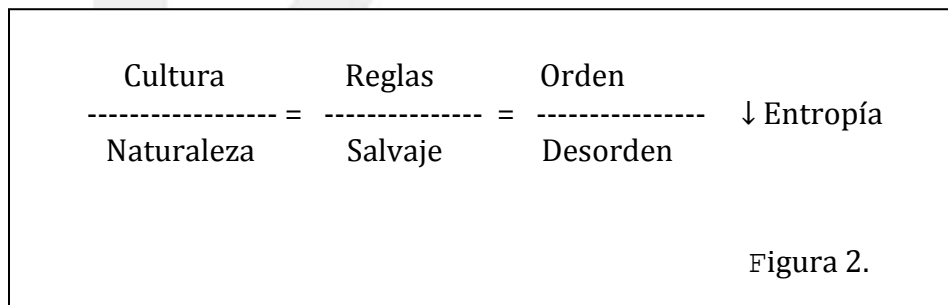 Cultura Reglas Orden
------------------ = --------------- = ---------------- ↓ Entropía
Naturaleza Salvaje Desorden
Figura 2.